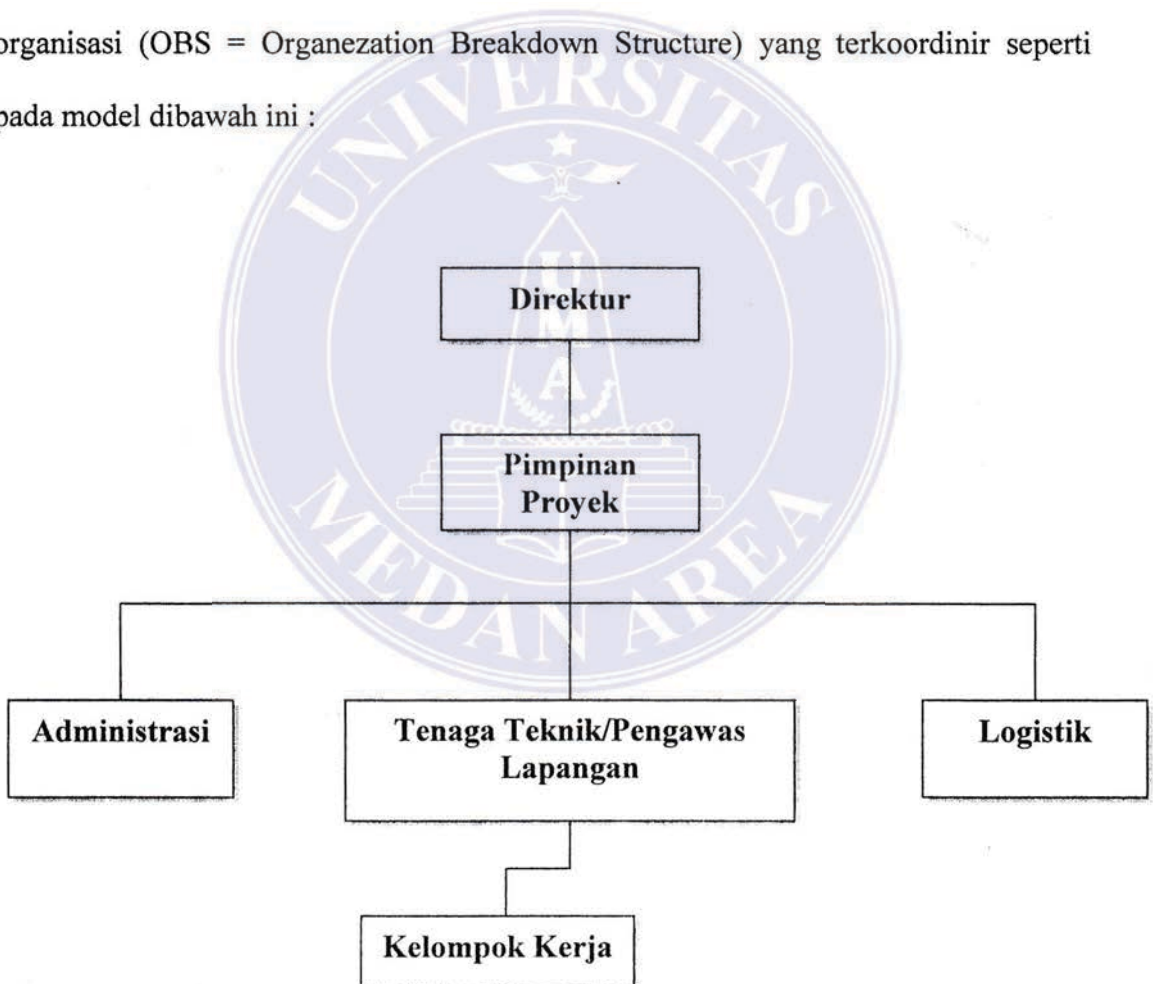 organisasi (OBS = Organezation Breakdown Structure) yang terkoordinir seperti
pada model dibawah ini :
UNIVERSITAS
UMA
MEDAN AREA
Direktur
Pimpinan
Proyek
Administrasi
Tenaga Teknik/Pengawas
Lapangan
Logistik
Kelompok Kerja